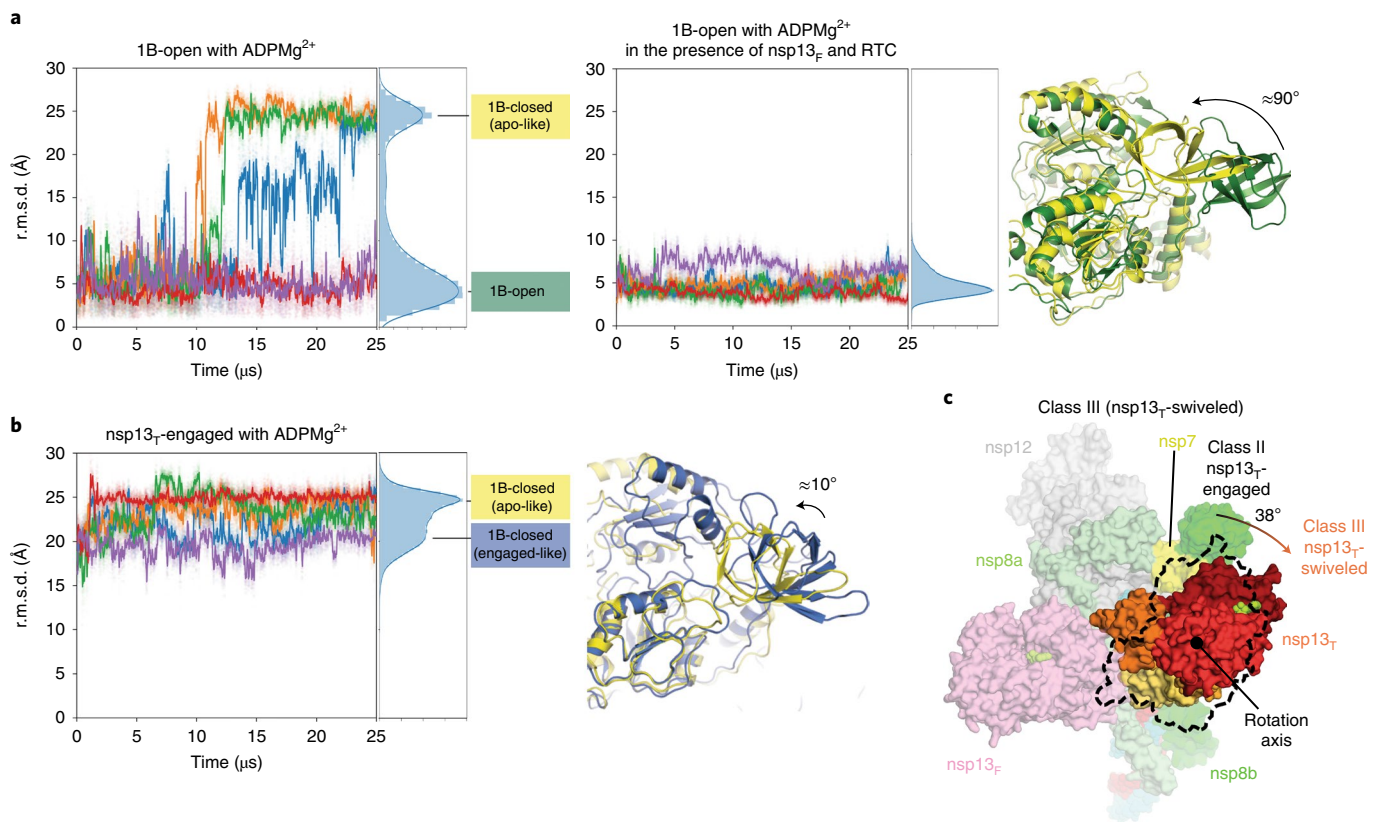 a
1B-open with ADPMg²⁺
r.m.s.d. (Å)
30
25
20
15
10
5
0
0 5 10 15 20 25
Time (μs)
1B-closed
(apo-like)
1B-open
1B-open with ADPMg²⁺
in the presence of nsp13F and RTC
30
25
20
15
10
5
0
0 5 10 15 20 25
Time (μs)
≈90°
b
nsp13T-engaged with ADPMg²⁺
r.m.s.d. (Å)
30
25
20
15
10
5
0
0 5 10 15 20 25
Time (μs)
1B-closed
(apo-like)
1B-closed
(engaged-like)
≈10°
c
Class III (nsp13T-swiveled)
nsp12
nsp7
Class II
nsp13T-
engaged
38°
Class III
nsp13T-
swiveled
nsp8a
nsp13T
Rotation
axis
nsp13F
nsp8b